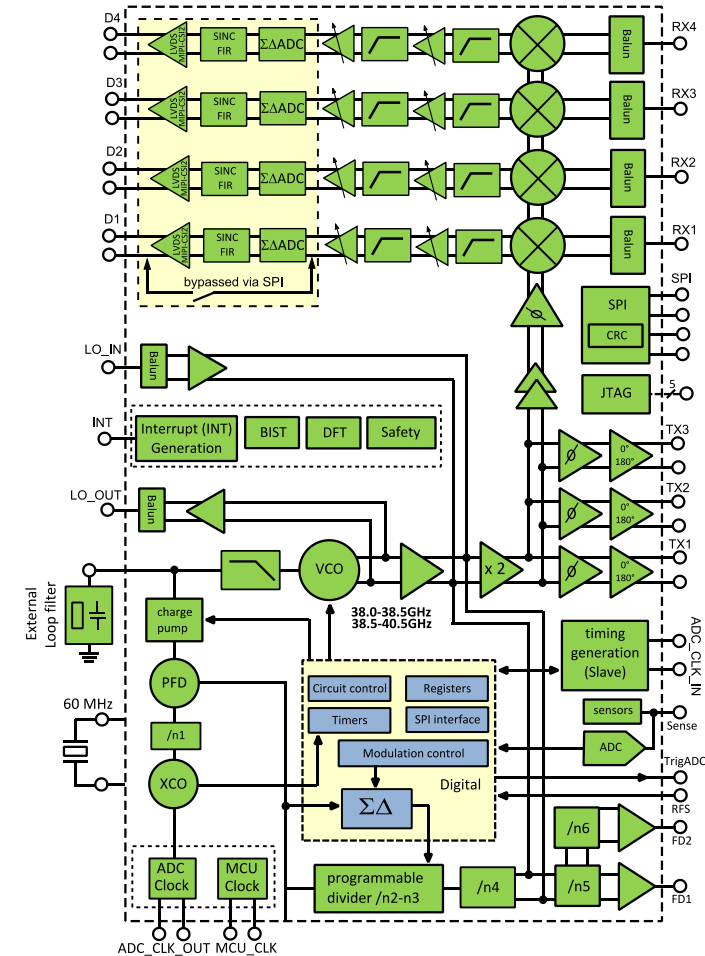 D4
LVDS
MIPI-CSI2
SINC
FIR
ΣΔADC
Balun
RX4
D3
LVDS
MIPI-CSI2
SINC
FIR
ΣΔADC
Balun
RX3
D2
LVDS
MIPI-CSI2
SINC
FIR
ΣΔADC
Balun
RX2
D1
LVDS
MIPI-CSI2
SINC
FIR
ΣΔADC
Balun
RX1
bypassed via SPI
ϕ
SPI
SPI
CRC
LO_IN
Balun
JTAG
5
INT
Interrupt (INT)
Generation
BIST
DFT
Safety
TX3
ϕ
0°
180°
LO_OUT
Balun
TX2
ϕ
0°
180°
TX1
VCO
x 2
ϕ
0°
180°
External
Loop filter
charge
pump
38.0-38.5GHz
38.5-40.5GHz
timing
generation
(Slave)
ADC_CLK_IN
PFD
Circuit control
Registers
Timers
SPI interface
Modulation control
Digital
ΣΔ
sensors
Sense
ADC
60 MHz
/n1
XCO
TrigADC
RFS
/n6
FD2
ADC
Clock
MCU
Clock
programmable
divider /n2-n3
/n4
/n5
FD1
ADC_CLK_OUT
MCU_CLK